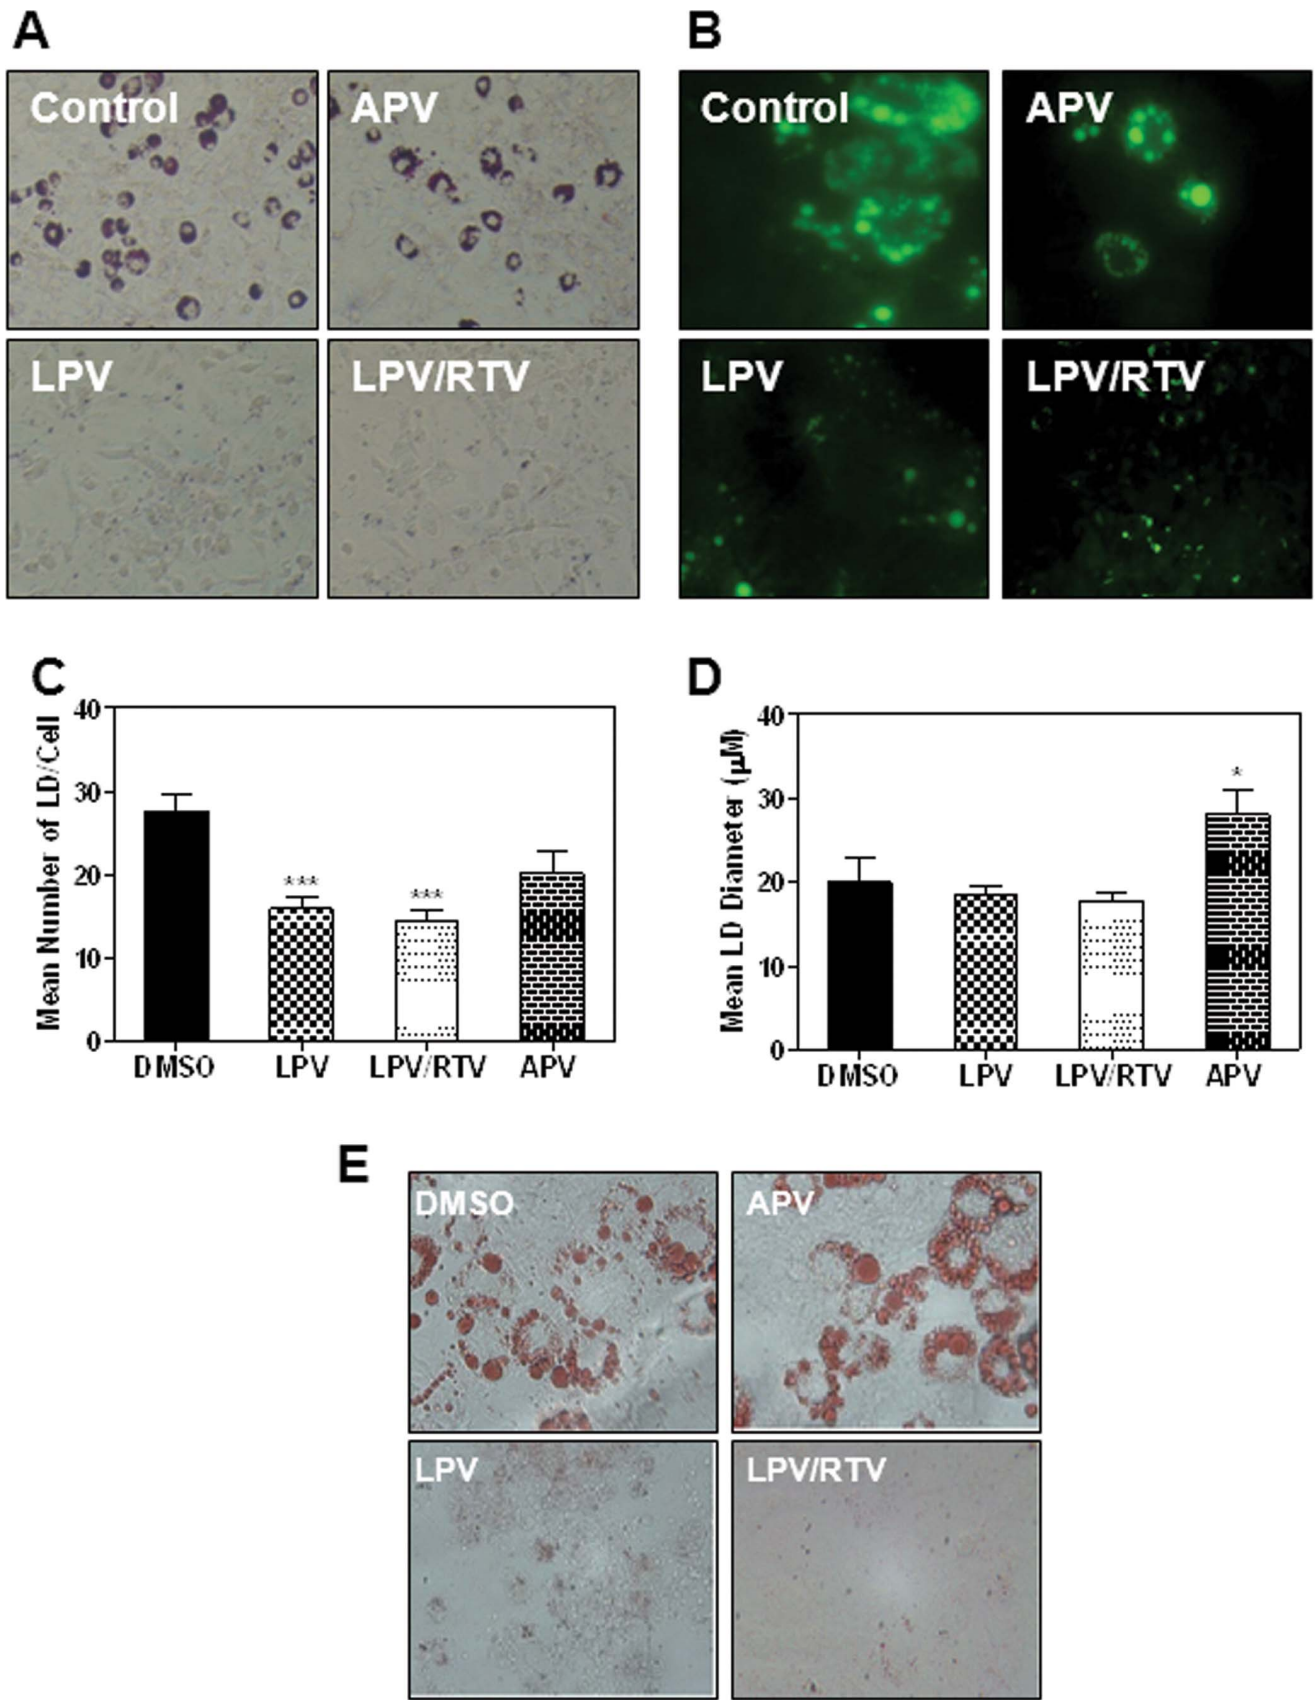 A
B
Control
APV
Control
APV
LPV
LPV/RTV
LPV
LPV/RTV
C
D
Mean Number of LD/Cell
40
30
20
10
0
***
***
DMSO
LPV
LPV/RTV
APV
Mean LD Diameter (µM)
40
30
20
10
0
*
DMSO
LPV
LPV/RTV
APV
E
DMSO
APV
LPV
LPV/RTV